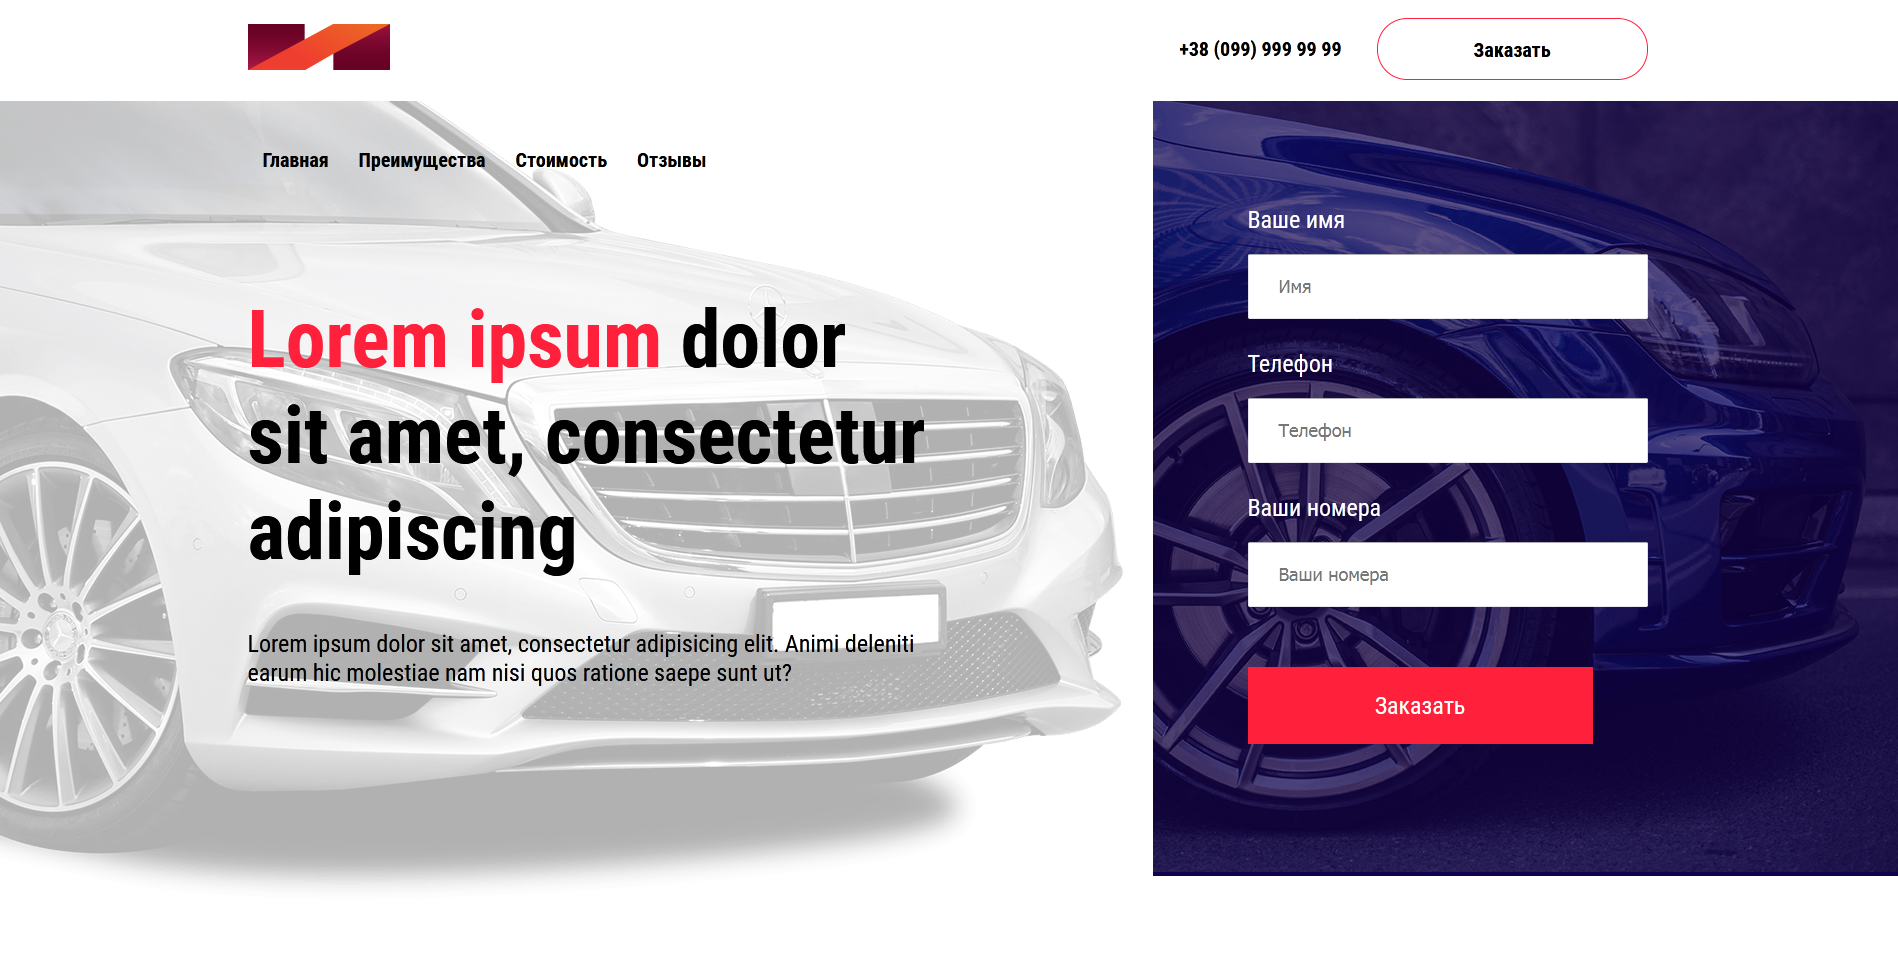 +38 (099) 999 99 99
Заказать
Главная Преимущества Стоимость Отзывы
Lorem ipsum dolor
sit amet, consectetur
adipiscing
Lorem ipsum dolor sit amet, consectetur adipisicing elit. Animi deleniti
earum hic molestiae nam nisi quos ratione saepe sunt ut?
Ваше имя
Имя
Телефон
Телефон
Ваши номера
Ваши номера
Заказать